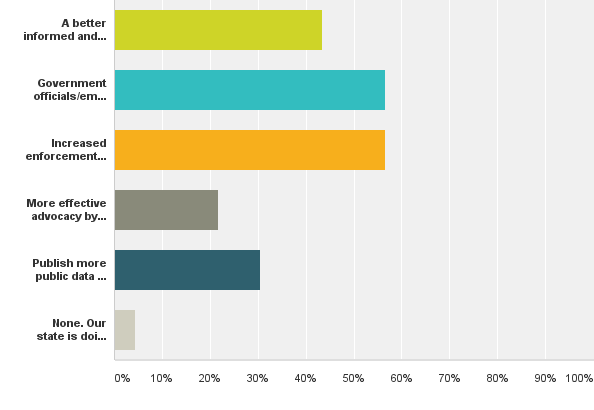 A better
informed and...
Government
officials/em...
Increased
enforcement...
More effective
advocacy by...
Publish more
public data ...
None. Our
state is doi...
0% 10% 20% 30% 40% 50% 60% 70% 80% 90% 100%